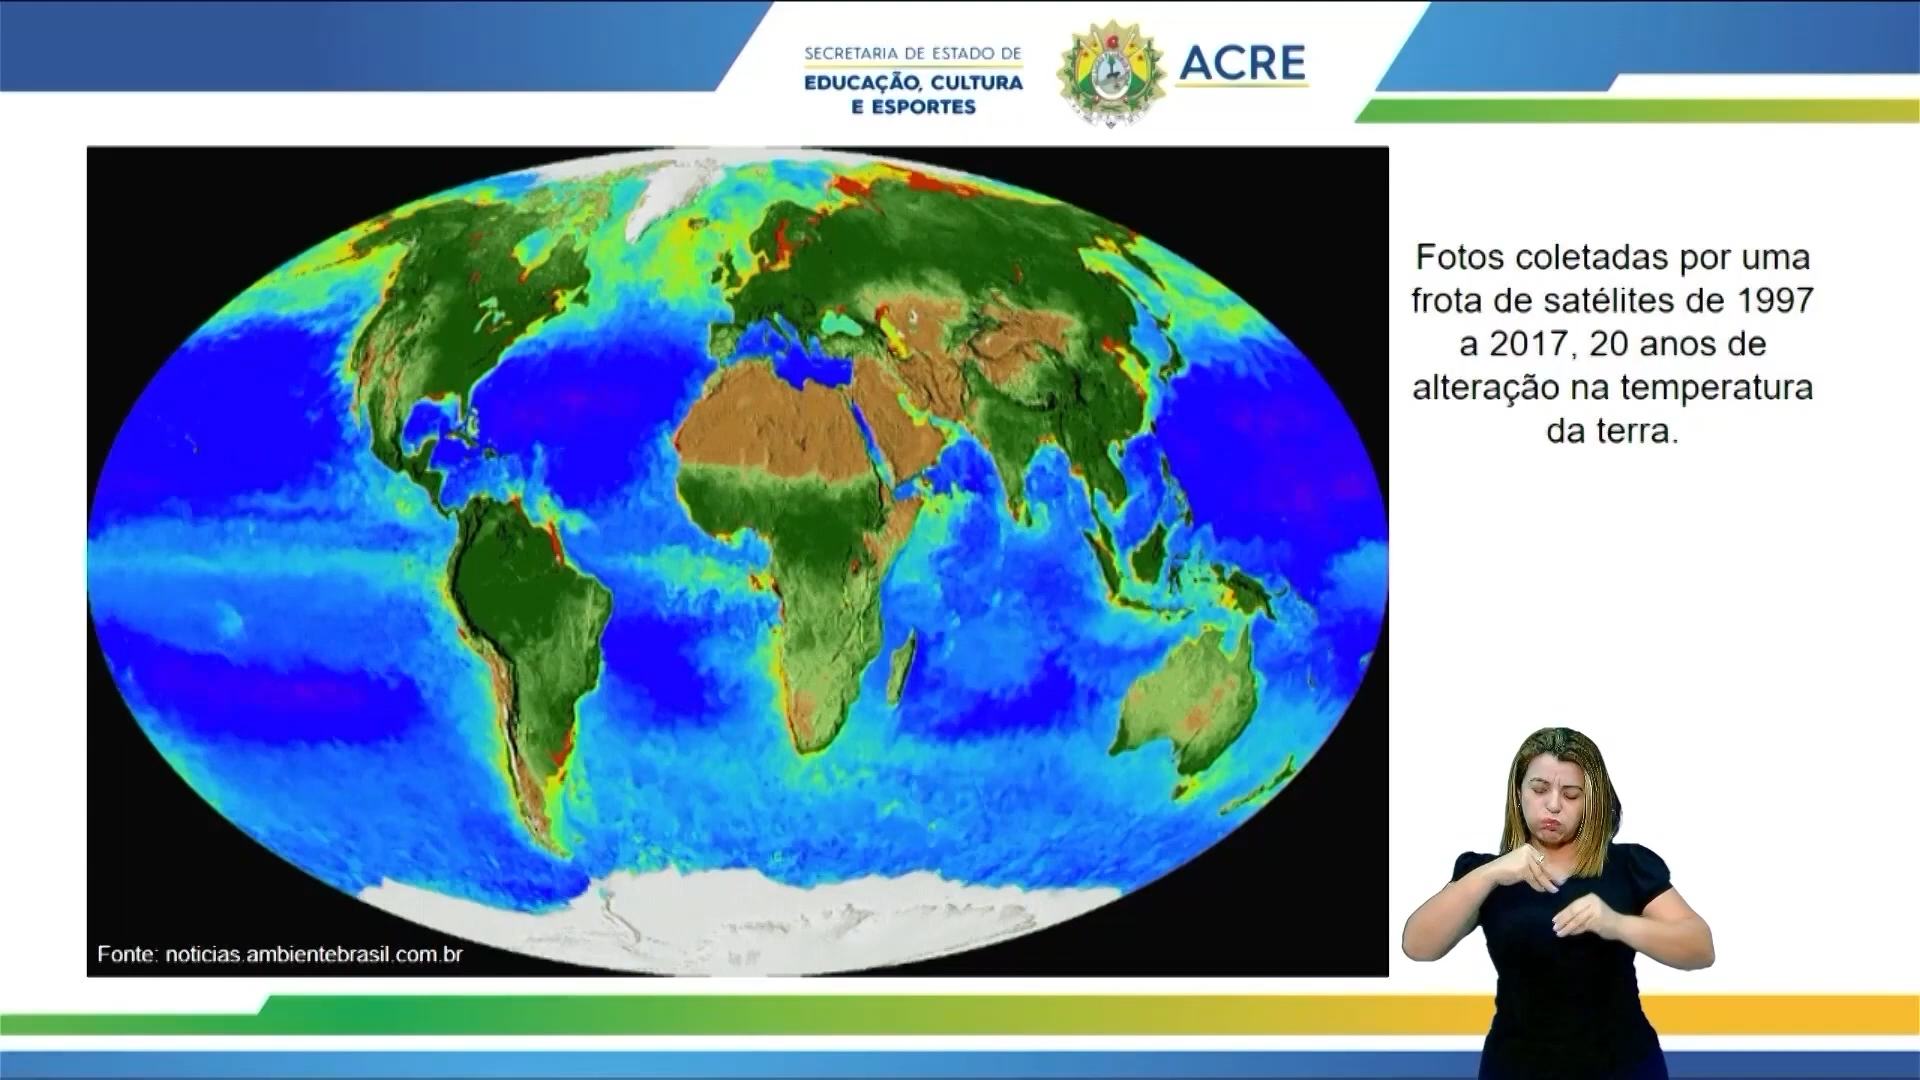 SECRETARIA DE ESTADO DE
EDUCAÇÃO, CULTURA
E ESPORTES
ACRE
Fotos coletadas por uma
frota de satélites de 1997
a 2017, 20 anos de
alteração na temperatura
da terra.
Fonte: noticias.ambientebrasil.com.br